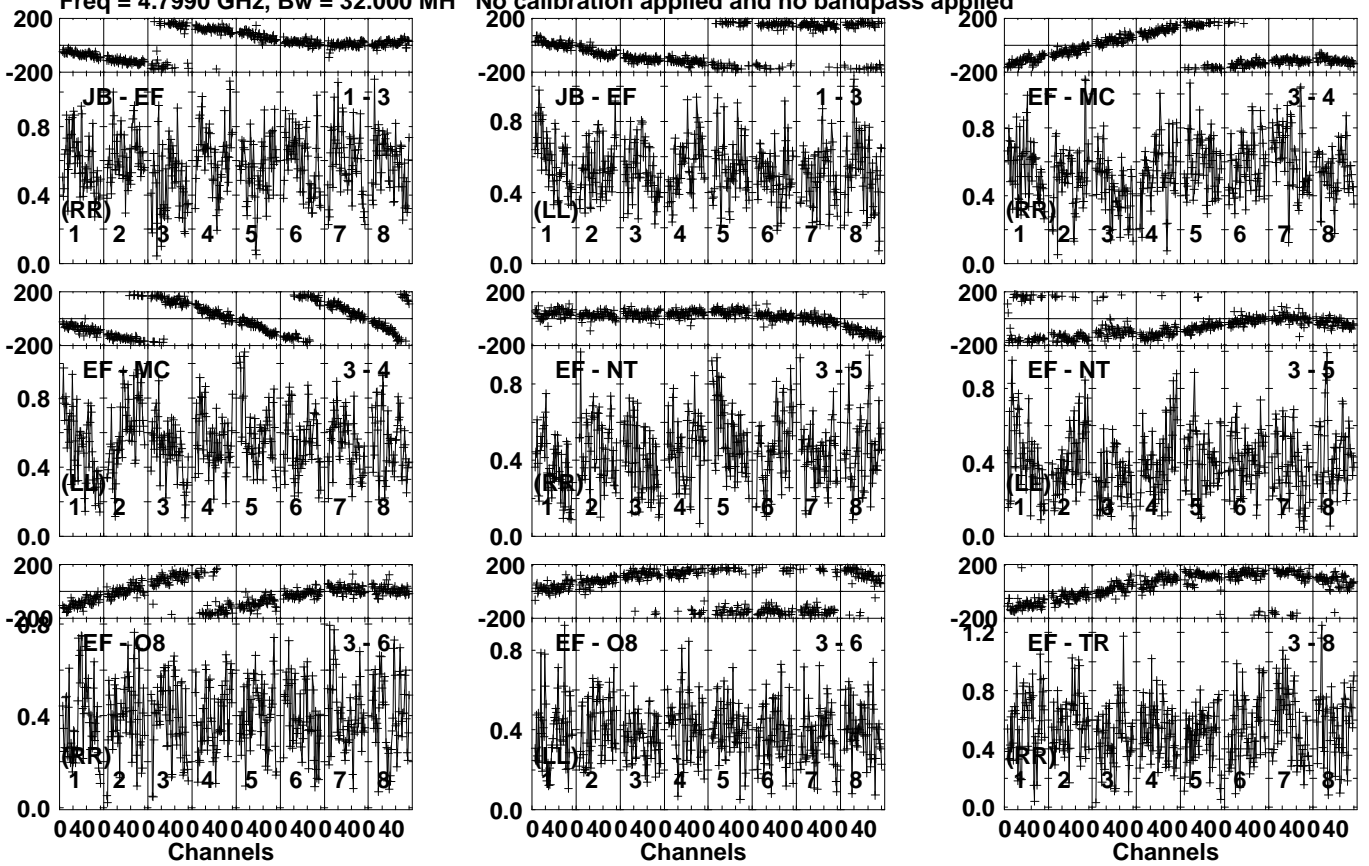 Freq = 4.7990 GHz, Bw = 32.000 MH No calibration applied and no bandpass applied
200 200 200
-200 -200 -200
JB - EF 1 - 3 JB - EF 1 - 3 EF - MC 3 - 4
0.8 0.8 0.8
0.4 0.4 0.4
(RR) (LL) (RR)
1 2 3 4 5 6 7 8 1 2 3 4 5 6 7 8 1 2 3 4 5 6 7 8
0.0 0.0 0.0
200 200 200
-200 -200 -200
EF - MC 3 - 4 EF - NT 3 - 5 EF - NT 3 - 5
0.8 0.8 0.8
0.4 0.4 0.4
(LL) (RR) (LL)
1 2 3 4 5 6 7 8 1 2 3 4 5 6 7 8 1 2 3 4 5 6 7 8
0.0 0.0 0.0
200 200 200
-200 -200 -200
0.8 1.2
EF - O8 3 - 6 EF - O8 3 - 6 EF - TR 3 - 8
0.8 0.8
0.4 0.4 0.4
(RR) (LL) (RR)
1 2 3 4 5 6 7 8 1 2 3 4 5 6 7 8 1 2 3 4 5 6 7 8
0.0 0.0 0.0
0 40 0 40 0 40 0 40 0 40 0 40 0 40 0 40 0 40 0 40 0 40 0 40 0 40 0 40 0 40 0 40 0 40 0 40 0 40 0 40 0 40 0 40 0 40 0 40
Channels Channels Channels